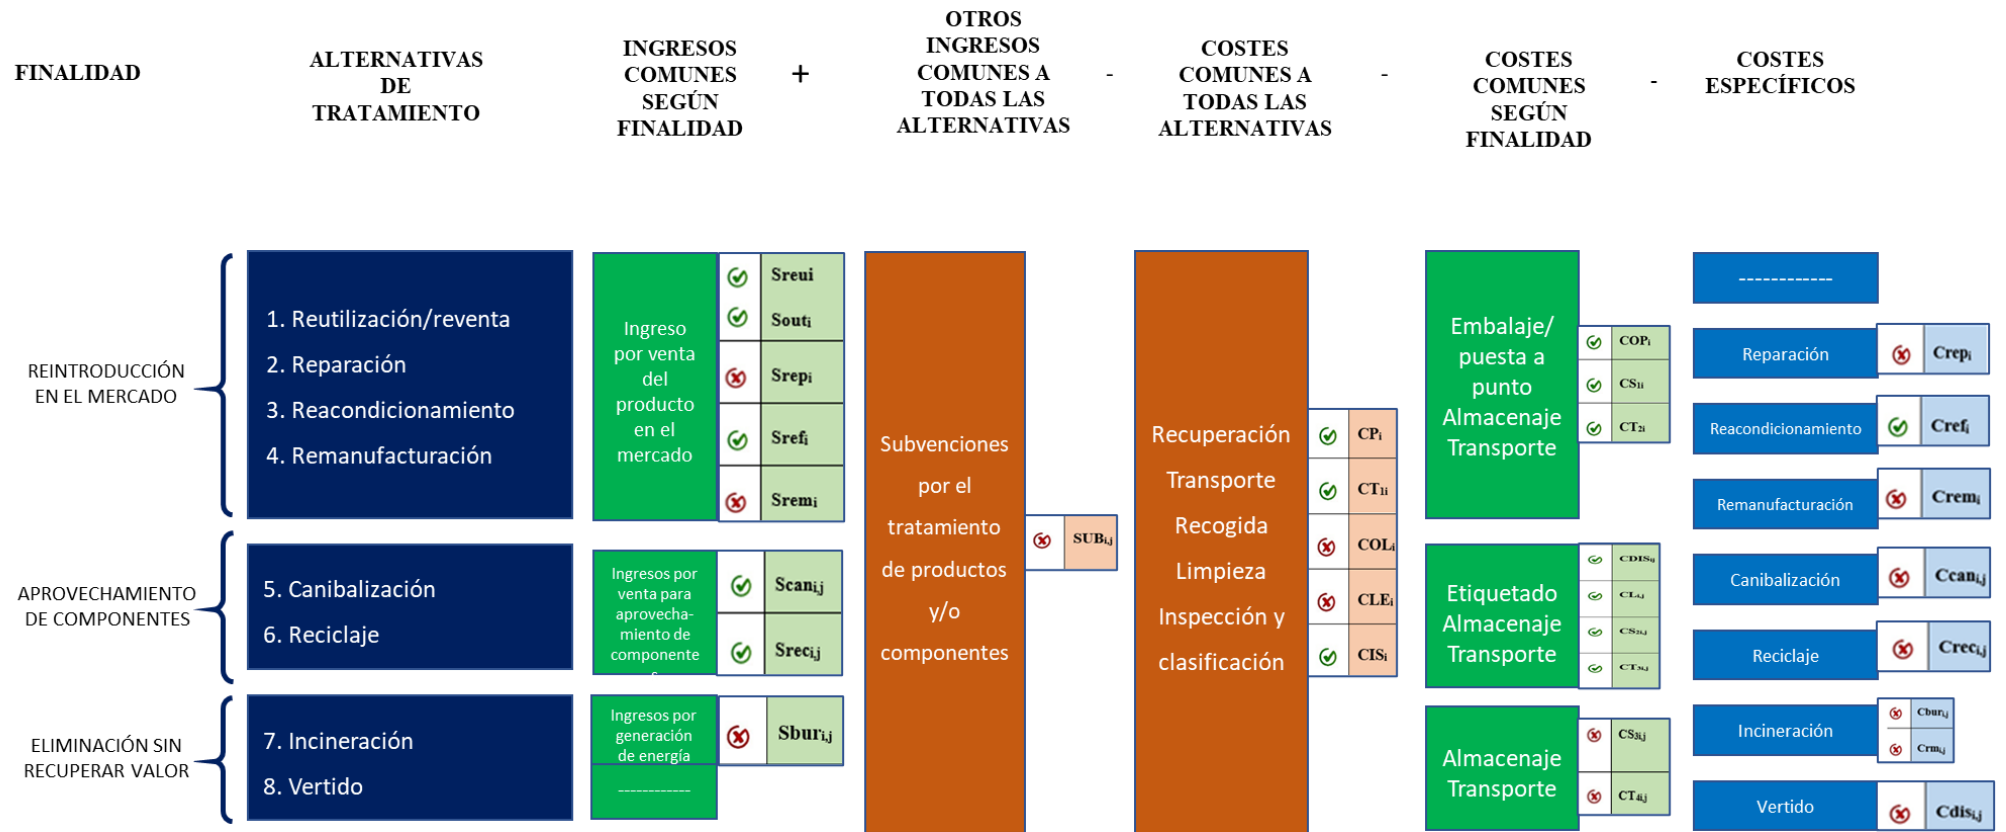 FINALIDAD
ALTERNATIVAS
DE
TRATAMIENTO
INGRESOS
COMUNES
SEGÚN
FINALIDAD
+
OTROS
INGRESOS
COMUNES A
TODAS LAS
ALTERNATIVAS
-
COSTES
COMUNES A
TODAS LAS
ALTERNATIVAS
-
COSTES
COMUNES
SEGÚN
FINALIDAD
-
COSTES
ESPECÍFICOS
REINTRODUCCIÓN
EN EL MERCADO
1. Reutilización/reventa
2. Reparación
3. Reacondicionamiento
4. Remanufacturación
Ingreso
por venta
del
producto
en el
mercado
Sreui
Souti
Srepi
Srefi
Sremi
APROVECHAMIENTO
DE COMPONENTES
5. Canibalización
6. Reciclaje
Ingresos por
venta para
aprovecha-
miento de
componente
s
Scani,j
Sreci,j
ELIMINACIÓN SIN
RECUPERAR VALOR
7. Incineración
8. Vertido
Ingresos por
generación
de energía
------------
Sburi,j
Subvenciones
por el
tratamiento
de productos
y/o
componentes
SUBi,j
Recuperación
Transporte
Recogida
Limpieza
Inspección y
clasificación
CPi
CT1i
COLi
CLEi
CISi
Embalaje/
puesta a
punto
Almacenaje
Transporte
COPi
CS1i
CT2i
Etiquetado
Almacenaje
Transporte
CDISij
CLi,j
CS2i,j
CT3i,j
Almacenaje
Transporte
CS3i,j
CT4i,j
------------
Reparación
Crepi
Reacondicionamiento
Crefi
Remanufacturación
Cremi
Canibalización
Ccani,j
Reciclaje
Creci,j
Incineración
Cburi,j
Crmi,j
Vertido
Cdisi,j